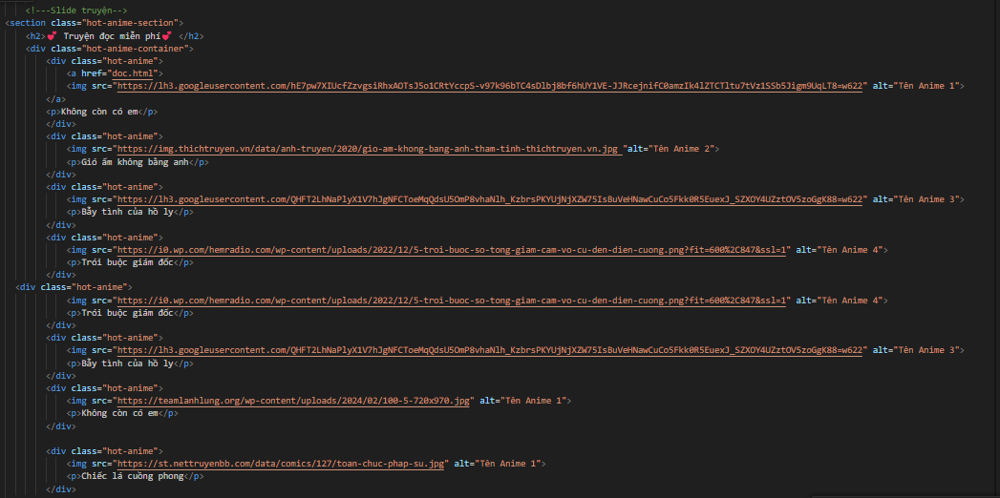 <!---Slide truyện-->
<section class="hot-anime-section">
<h2>💕 Truyện đọc miễn phí💕 </h2>
<div class="hot-anime-container">
<div class="hot-anime">
<a href="doc.html">
<img src="https://lh3.googleusercontent.com/hE7pw7XIUcfZzvgsiRhxAOTsJ5o1CRtYccpS-v97k96bTC4sDlbj8bf6hUY1VE-JJRcejnifC0amzIk4lZTCTltu7tVz1SSb5Jigm9UqLT8=w622" alt="Tên Anime 1">
</a>
<p>Không còn có em</p>
</div>
<div class="hot-anime">
<img src="https://img.thichtruyen.vn/data/anh-truyen/2020/gio-am-khong-bang-anh-tham-tinh-thichtruyen.vn.jpg "alt="Tên Anime 2">
<p>Gió ấm không bằng anh</p>
</div>
<div class="hot-anime">
<img src="https://lh3.googleusercontent.com/QHFT2LhNaPlyX1V7hJgNFCToeMqQdsU5OmP8vhaNlh_KzbrsPKYUjNjXZW75IsBuVeHNawCuCo5Fkk0R5EuexJ_SZXOY4UZztOV5zoGgK88=w622" alt="Tên Anime 3">
<p>Bẫy tình của hồ ly</p>
</div>
<div class="hot-anime">
<img src="https://i0.wp.com/hemradio.com/wp-content/uploads/2022/12/5-troi-buoc-so-tong-giam-cam-vo-cu-den-dien-cuong.png?fit=600%2C847&ssl=1" alt="Tên Anime 4">
<p>Trói buộc giám đốc</p>
</div>
<div class="hot-anime">
<img src="https://i0.wp.com/hemradio.com/wp-content/uploads/2022/12/5-troi-buoc-so-tong-giam-cam-vo-cu-den-dien-cuong.png?fit=600%2C847&ssl=1" alt="Tên Anime 4">
<p>Trói buộc giám đốc</p>
</div>
<div class="hot-anime">
<img src="https://lh3.googleusercontent.com/QHFT2LhNaPlyX1V7hJgNFCToeMqQdsU5OmP8vhaNlh_KzbrsPKYUjNjXZW75IsBuVeHNawCuCo5Fkk0R5EuexJ_SZXOY4UZztOV5zoGgK88=w622" alt="Tên Anime 3">
<p>Bẫy tình của hồ ly</p>
</div>
<div class="hot-anime">
<img src="https://teamlanhlung.org/wp-content/uploads/2024/02/100-5-720x970.jpg" alt="Tên Anime 1">
<p>Không còn có em</p>
</div>
<div class="hot-anime">
<img src="https://st.nettruyenbb.com/data/comics/127/toan-chuc-phap-su.jpg" alt="Tên Anime 1">
<p>Chiếc lá cuồng phong</p>
</div>